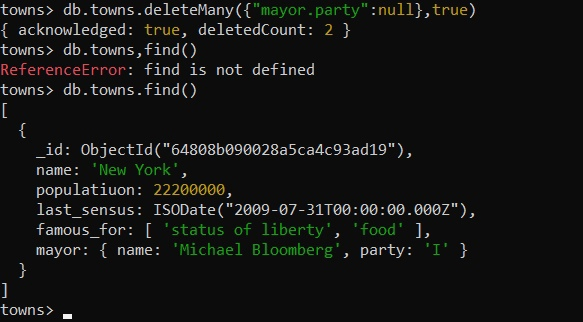 towns> db.towns.deleteMany({"mayor.party":null},true)
{ acknowledged: true, deletedCount: 2 }
towns> db.towns,find()
ReferenceError: find is not defined
towns> db.towns.find()
[
  {
    _id: ObjectId("64808b090028a5ca4c93ad19"),
    name: 'New York',
    populatiuon: 22200000,
    last_sensus: ISODate("2009-07-31T00:00:00.000Z"),
    famous_for: [ 'status of liberty', 'food' ],
    mayor: { name: 'Michael Bloomberg', party: 'I' }
  }
]
towns>